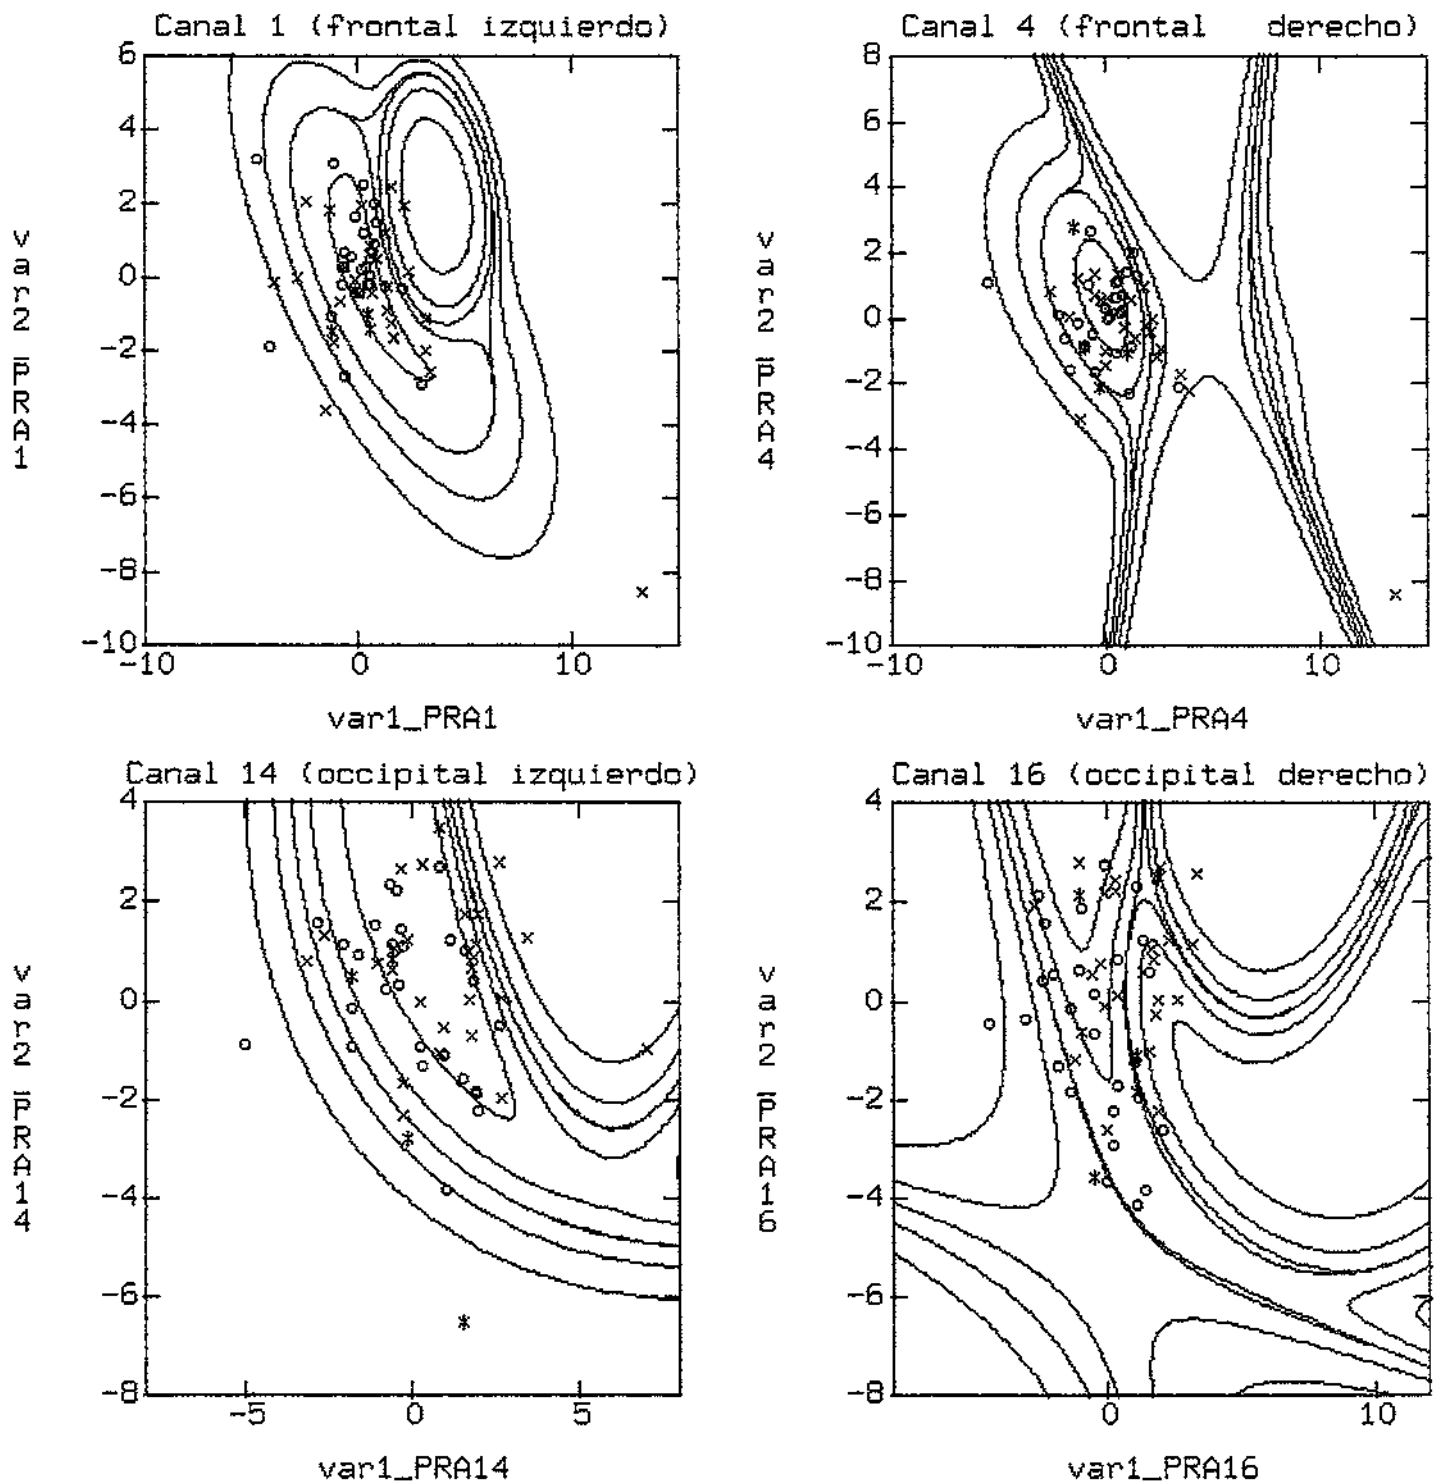 Canal 1 (frontal izquierdo)
6
4
2
0
-2
-4
-6
-8
-10
-10 0 10
var2_PRA1
var1_PRA1
Canal 4 (frontal derecho)
8
6
4
2
0
-2
-4
-6
-8
-10
-10 0 10
var2_PRA4
var1_PRA4
Canal 14 (occipital izquierdo)
4
2
0
-2
-4
-6
-8
-5 0 5
var2_PRA14
var1_PRA14
Canal 16 (occipital derecho)
4
2
0
-2
-4
-6
-8
0 10
var2_PRA16
var1_PRA16